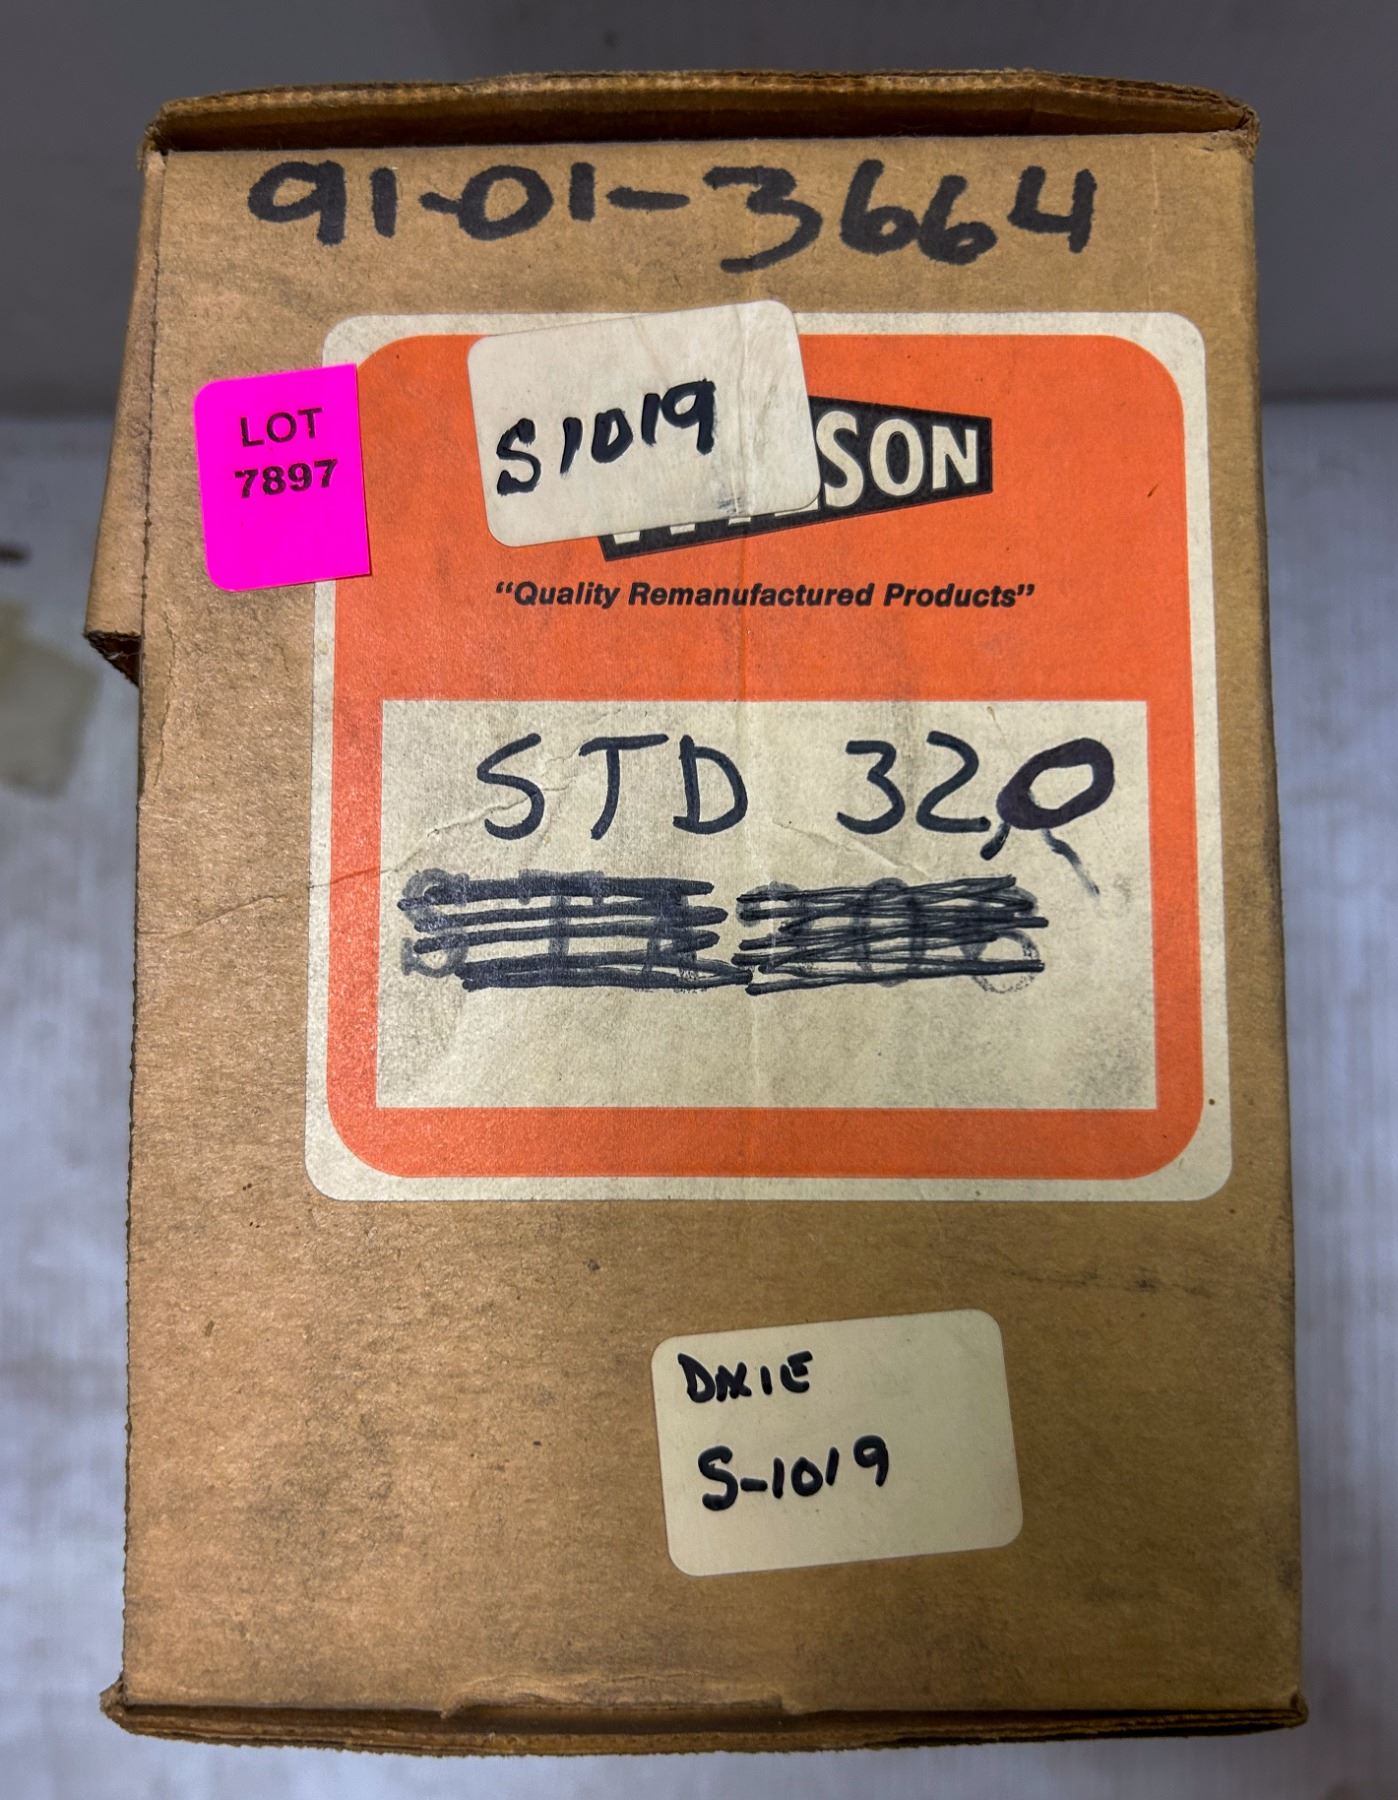 91-01-3664
LOT
7897
S1019
SON
“Quality Remanufactured Products”
STD 320
DIXIE
S-1019